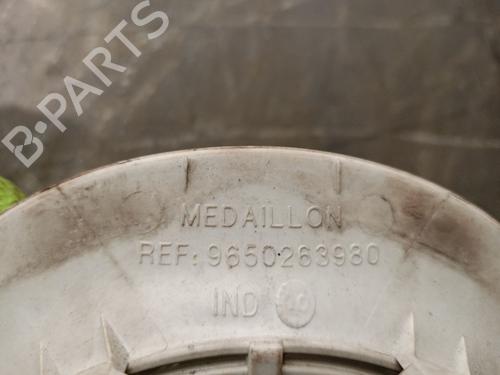 B-PARTS
MEDAILLON
REF: 9650263980
IND